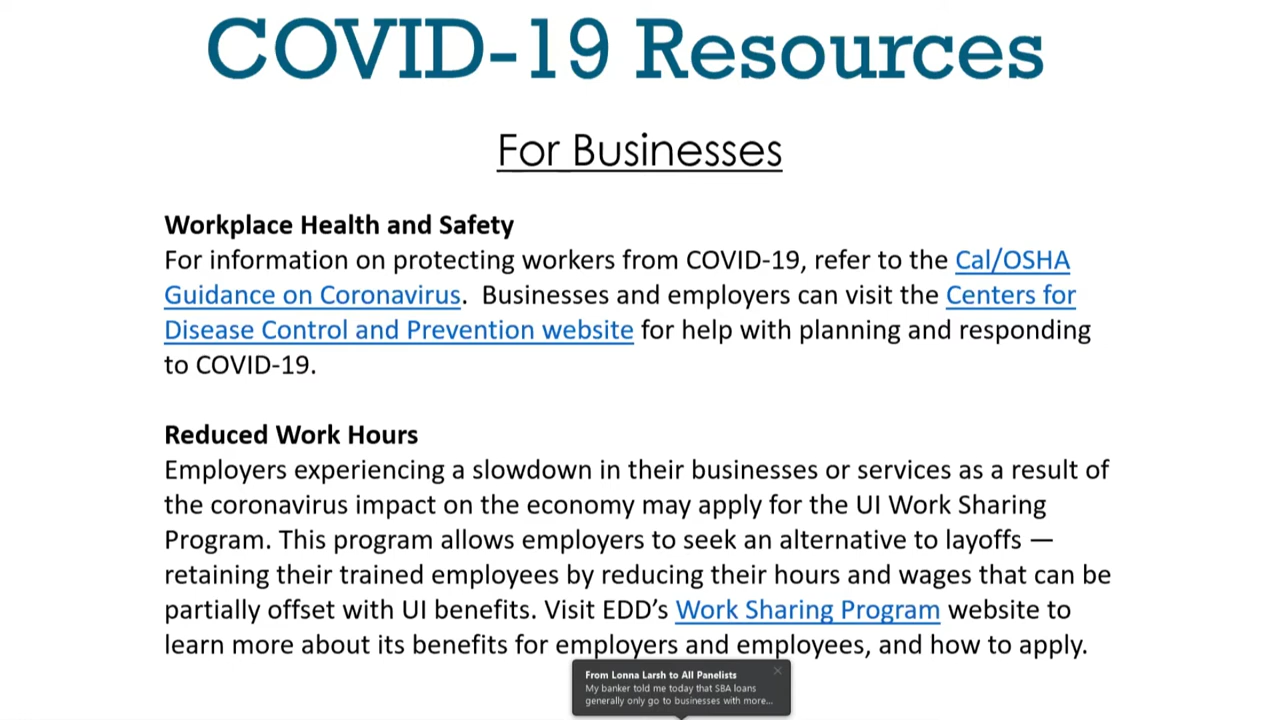 COVID-19 Resources
For Businesses
Workplace Health and Safety
For information on protecting workers from COVID-19, refer to the Cal/OSHA
Guidance on Coronavirus.  Businesses and employers can visit the Centers for
Disease Control and Prevention website for help with planning and responding
to COVID-19.
Reduced Work Hours
Employers experiencing a slowdown in their businesses or services as a result of
the coronavirus impact on the economy may apply for the UI Work Sharing
Program. This program allows employers to seek an alternative to layoffs —
retaining their trained employees by reducing their hours and wages that can be
partially offset with UI benefits. Visit EDD’s Work Sharing Program website to
learn more about its benefits for employers and employees, and how to apply.
From Lonna Larsh to All Panelists
My banker told me today that SBA loans
generally only go to businesses with more...